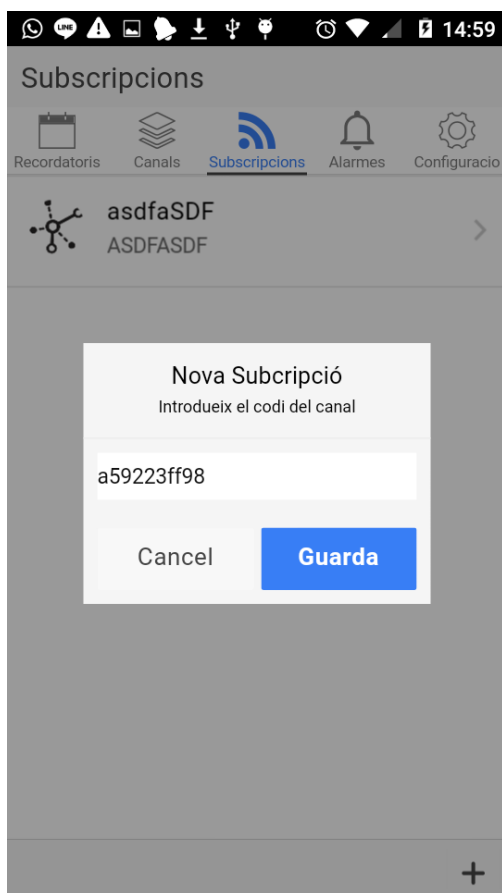 LINE
14:59
Subscripcions
Recordatoris Canals Subscripcions Alarmes Configuracio
asdfaSDF
ASDFASDF
Nova Subcripció
Introdueix el codi del canal
a59223ff98
Cancel Guarda